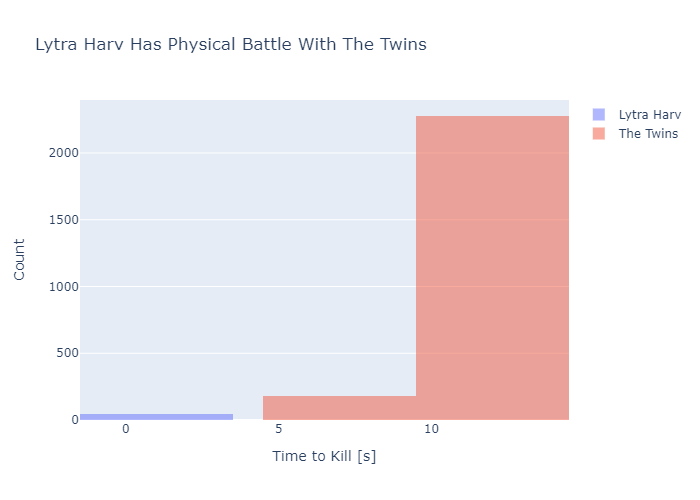 Lytra Harv Has Physical Battle With The Twins
Lytra Harv
The Twins
Count
2000
1500
1000
500
0
0 5 10
Time to Kill [s]